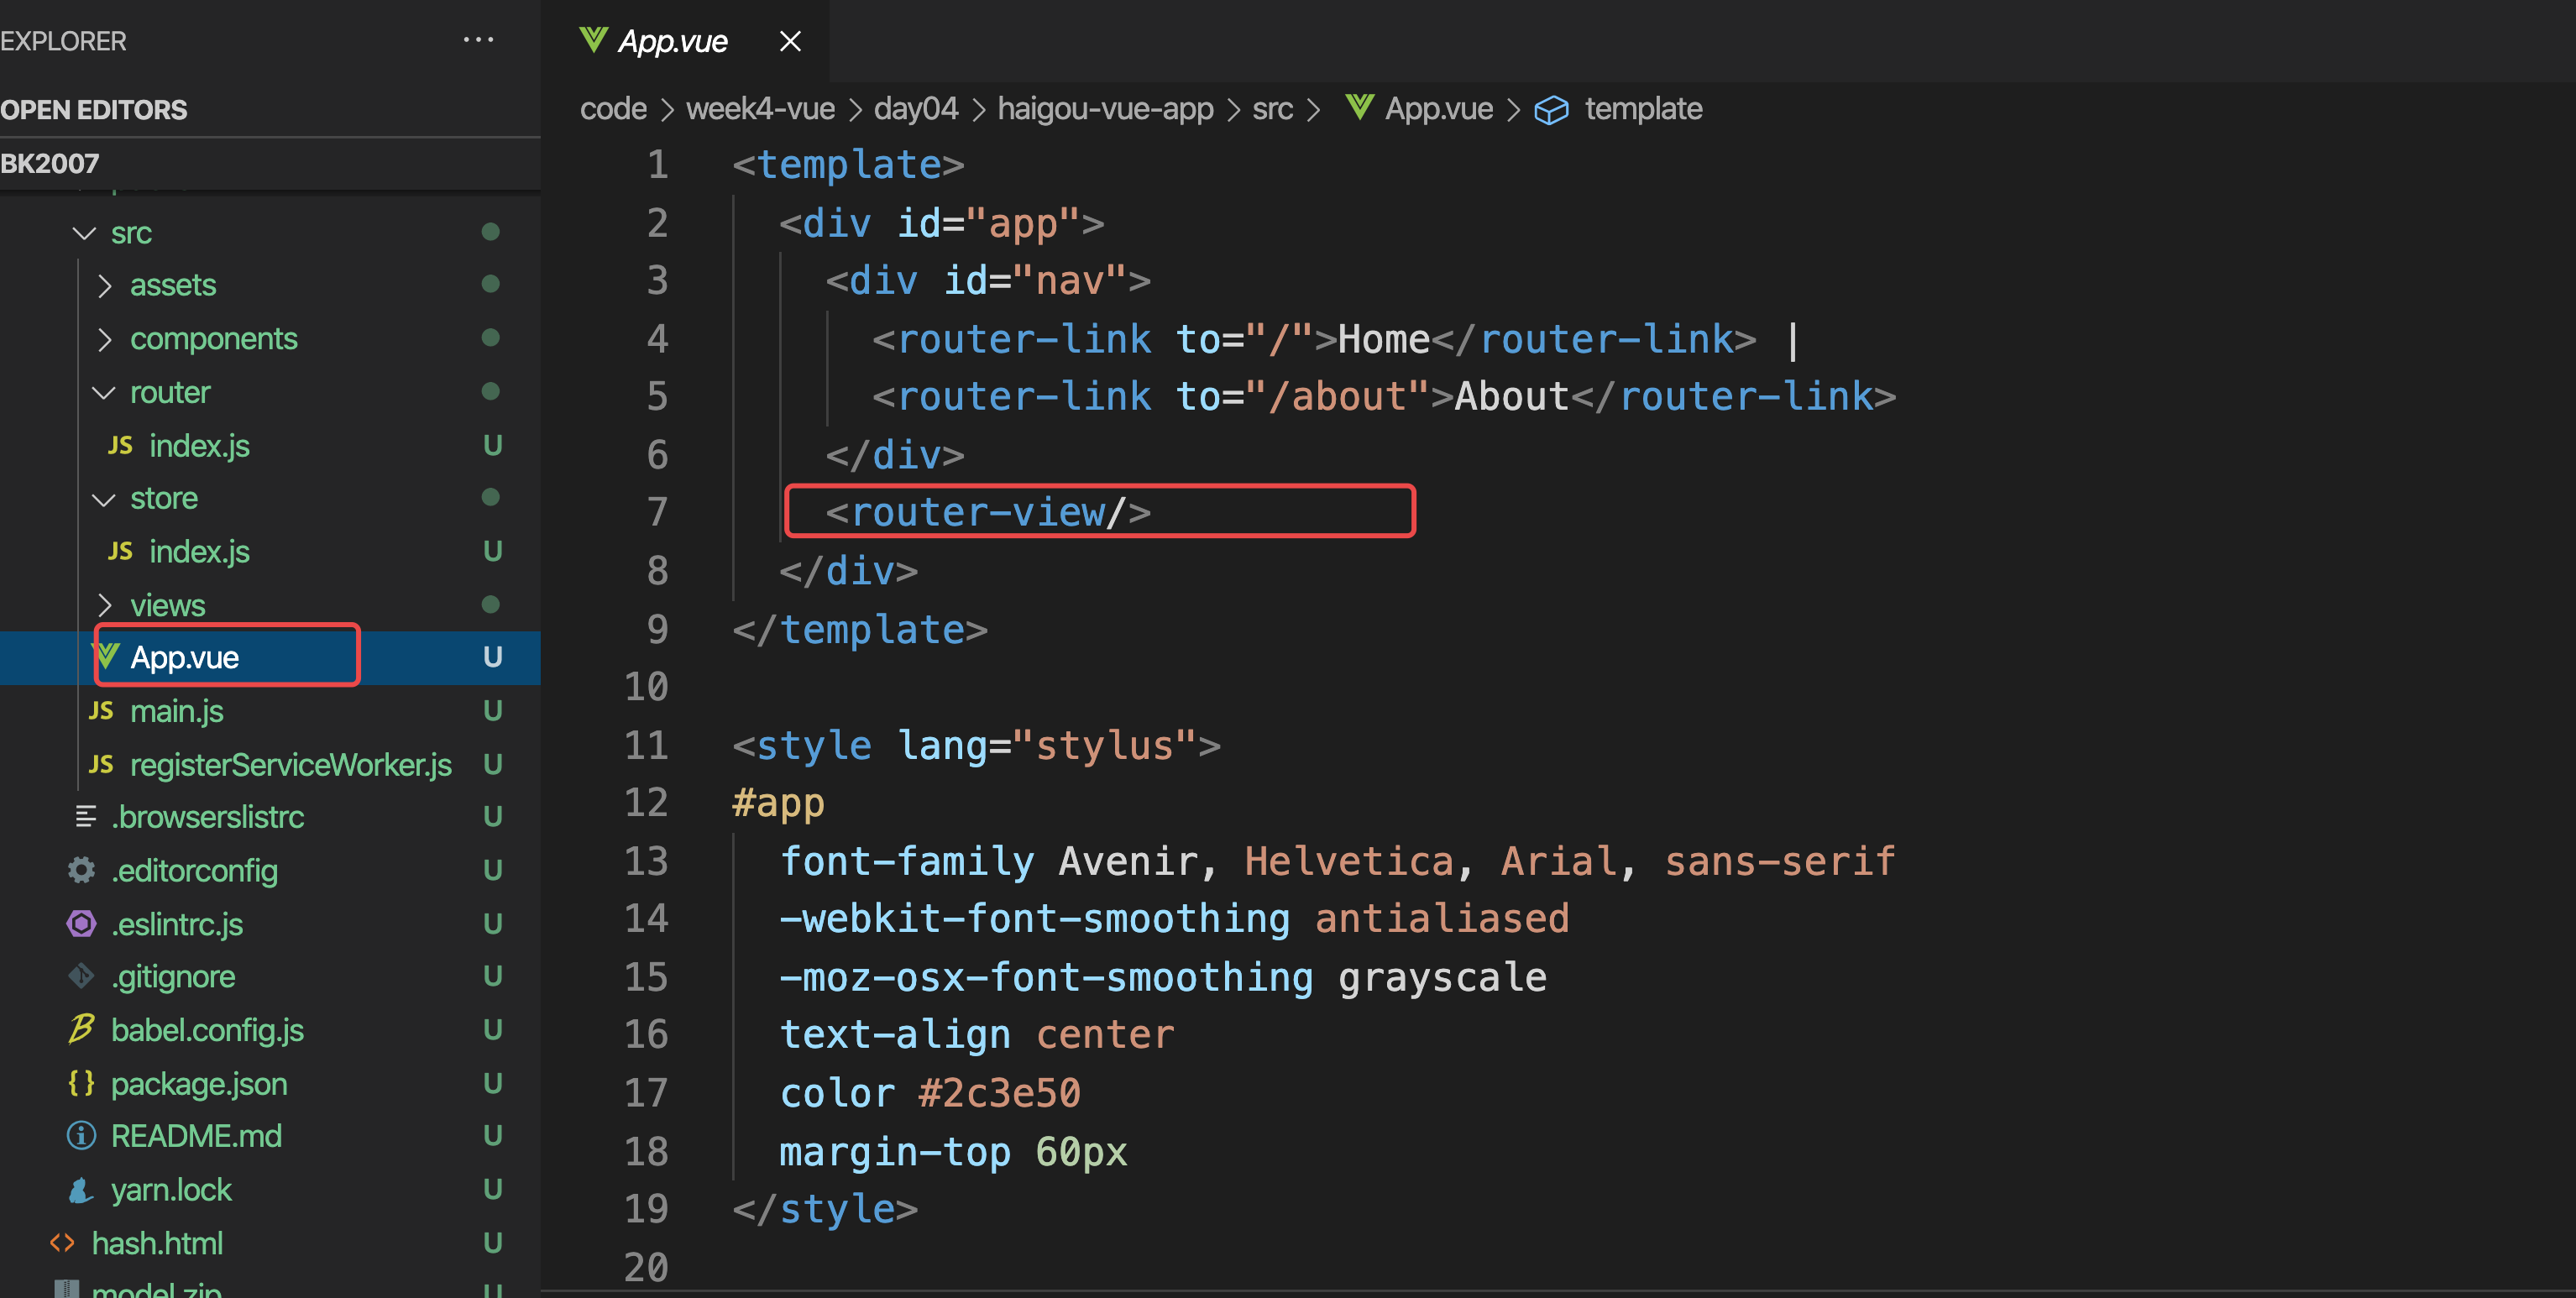 EXPLORER
OPEN EDITORS
BK2007
src
assets
components
router
JS index.js U
store
JS index.js U
views
App.vue U
JS main.js U
JS registerServiceWorker.js U
.browserslistrc U
.editorconfig U
.eslintrc.js U
.gitignore U
babel.config.js U
package.json U
README.md U
yarn.lock U
hash.html U
model.zip U
App.vue
code > week4-vue > day04 > haigou-vue-app > src > App.vue > template
1 <template>
2 <div id="app">
3 <div id="nav">
4 <router-link to="/">Home</router-link> |
5 <router-link to="/about">About</router-link>
6 </div>
7 <router-view/>
8 </div>
9 </template>
10
11 <style lang="stylus">
12 #app
13 font-family Avenir, Helvetica, Arial, sans-serif
14 -webkit-font-smoothing antialiased
15 -moz-osx-font-smoothing grayscale
16 text-align center
17 color #2c3e50
18 margin-top 60px
19 </style>
20